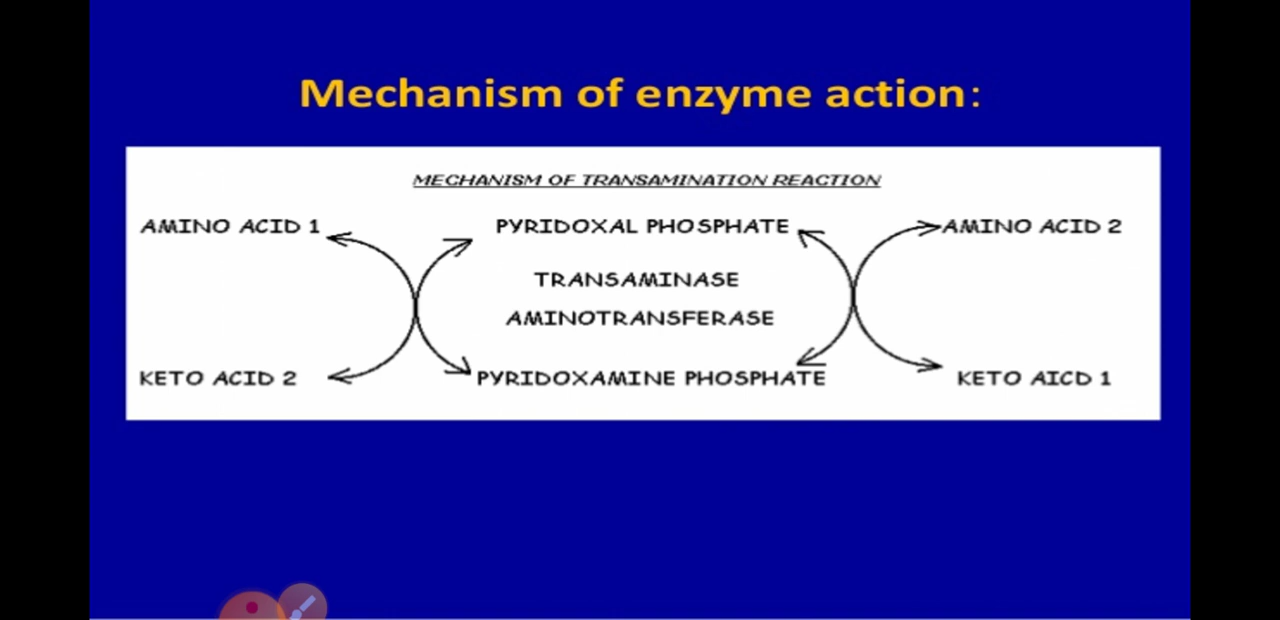 Mechanism of enzyme action:
MECHANISM OF TRANSAMINATION REACTION
AMINO ACID 1 PYRIDOXAL PHOSPHATE AMINO ACID 2
TRANSAMINASE
AMINOTRANSFERASE
KETO ACID 2 PYRIDOXAMINE PHOSPHATE KETO AICD 1